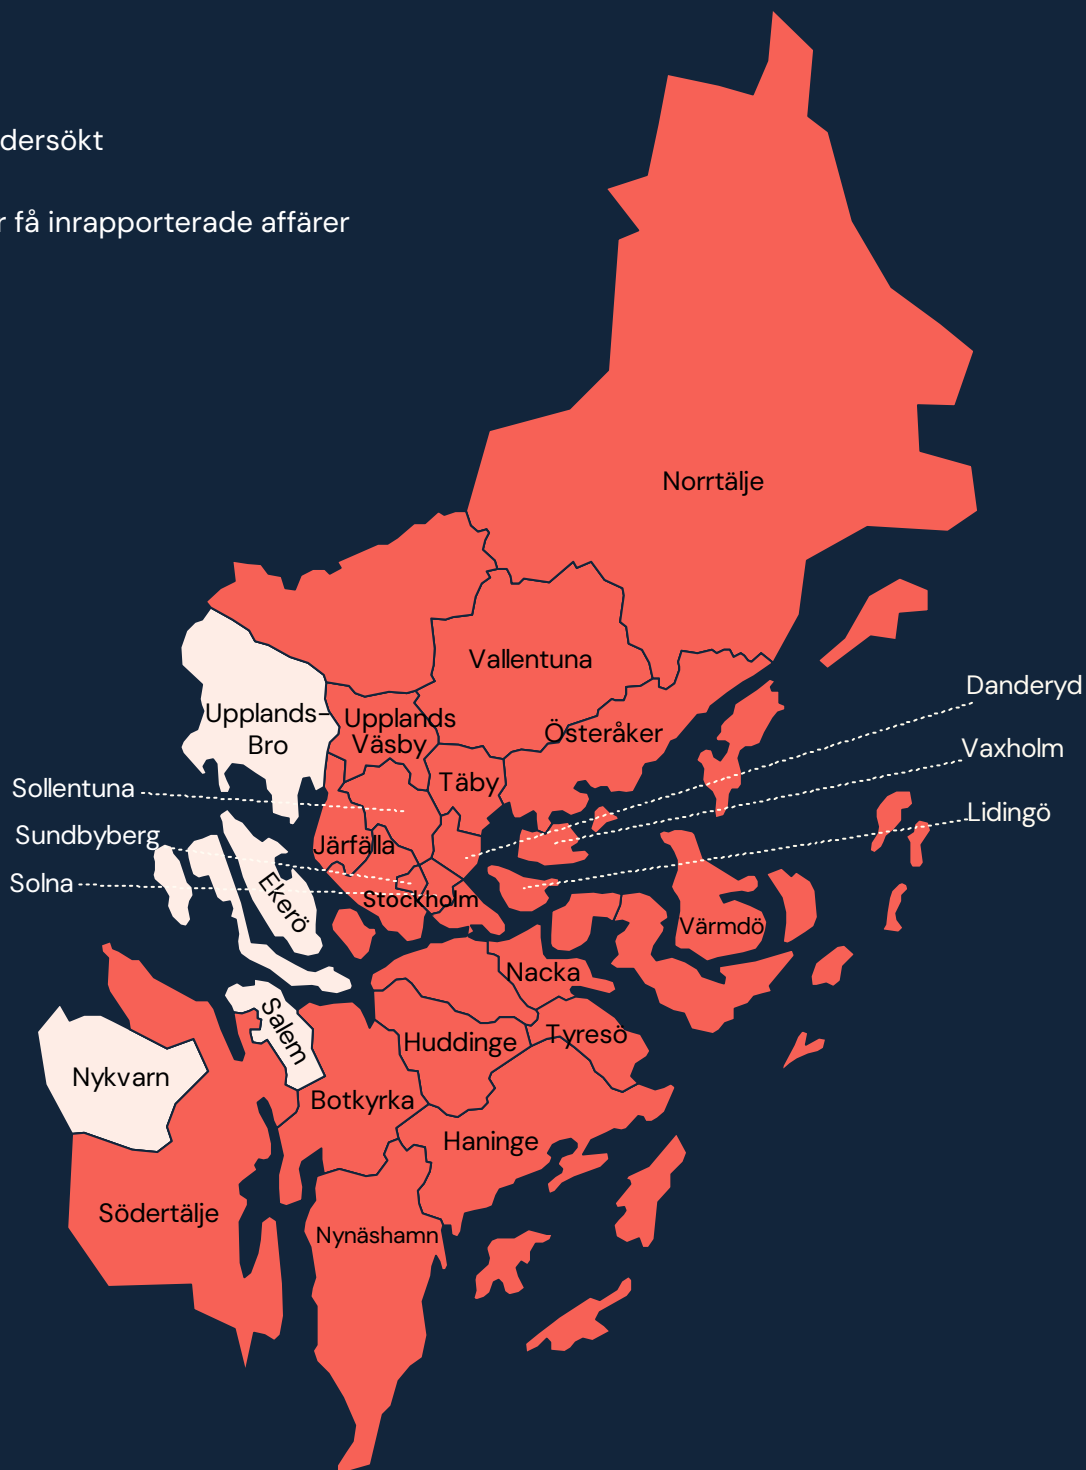 dersökt
r få inrapporterade affärer
Norrtälje
Vallentuna
Danderyd
Upplands-
Bro
Upplands
Väsby
Österåker
Vaxholm
Täby
Sollentuna
Lidingö
Sundbyberg
Järfälla
Solna
Ekerö
Stockholm
Värmdö
Nacka
Salem
Huddinge
Tyresö
Nykvarn
Botkyrka
Haninge
Södertälje
Nynäshamn